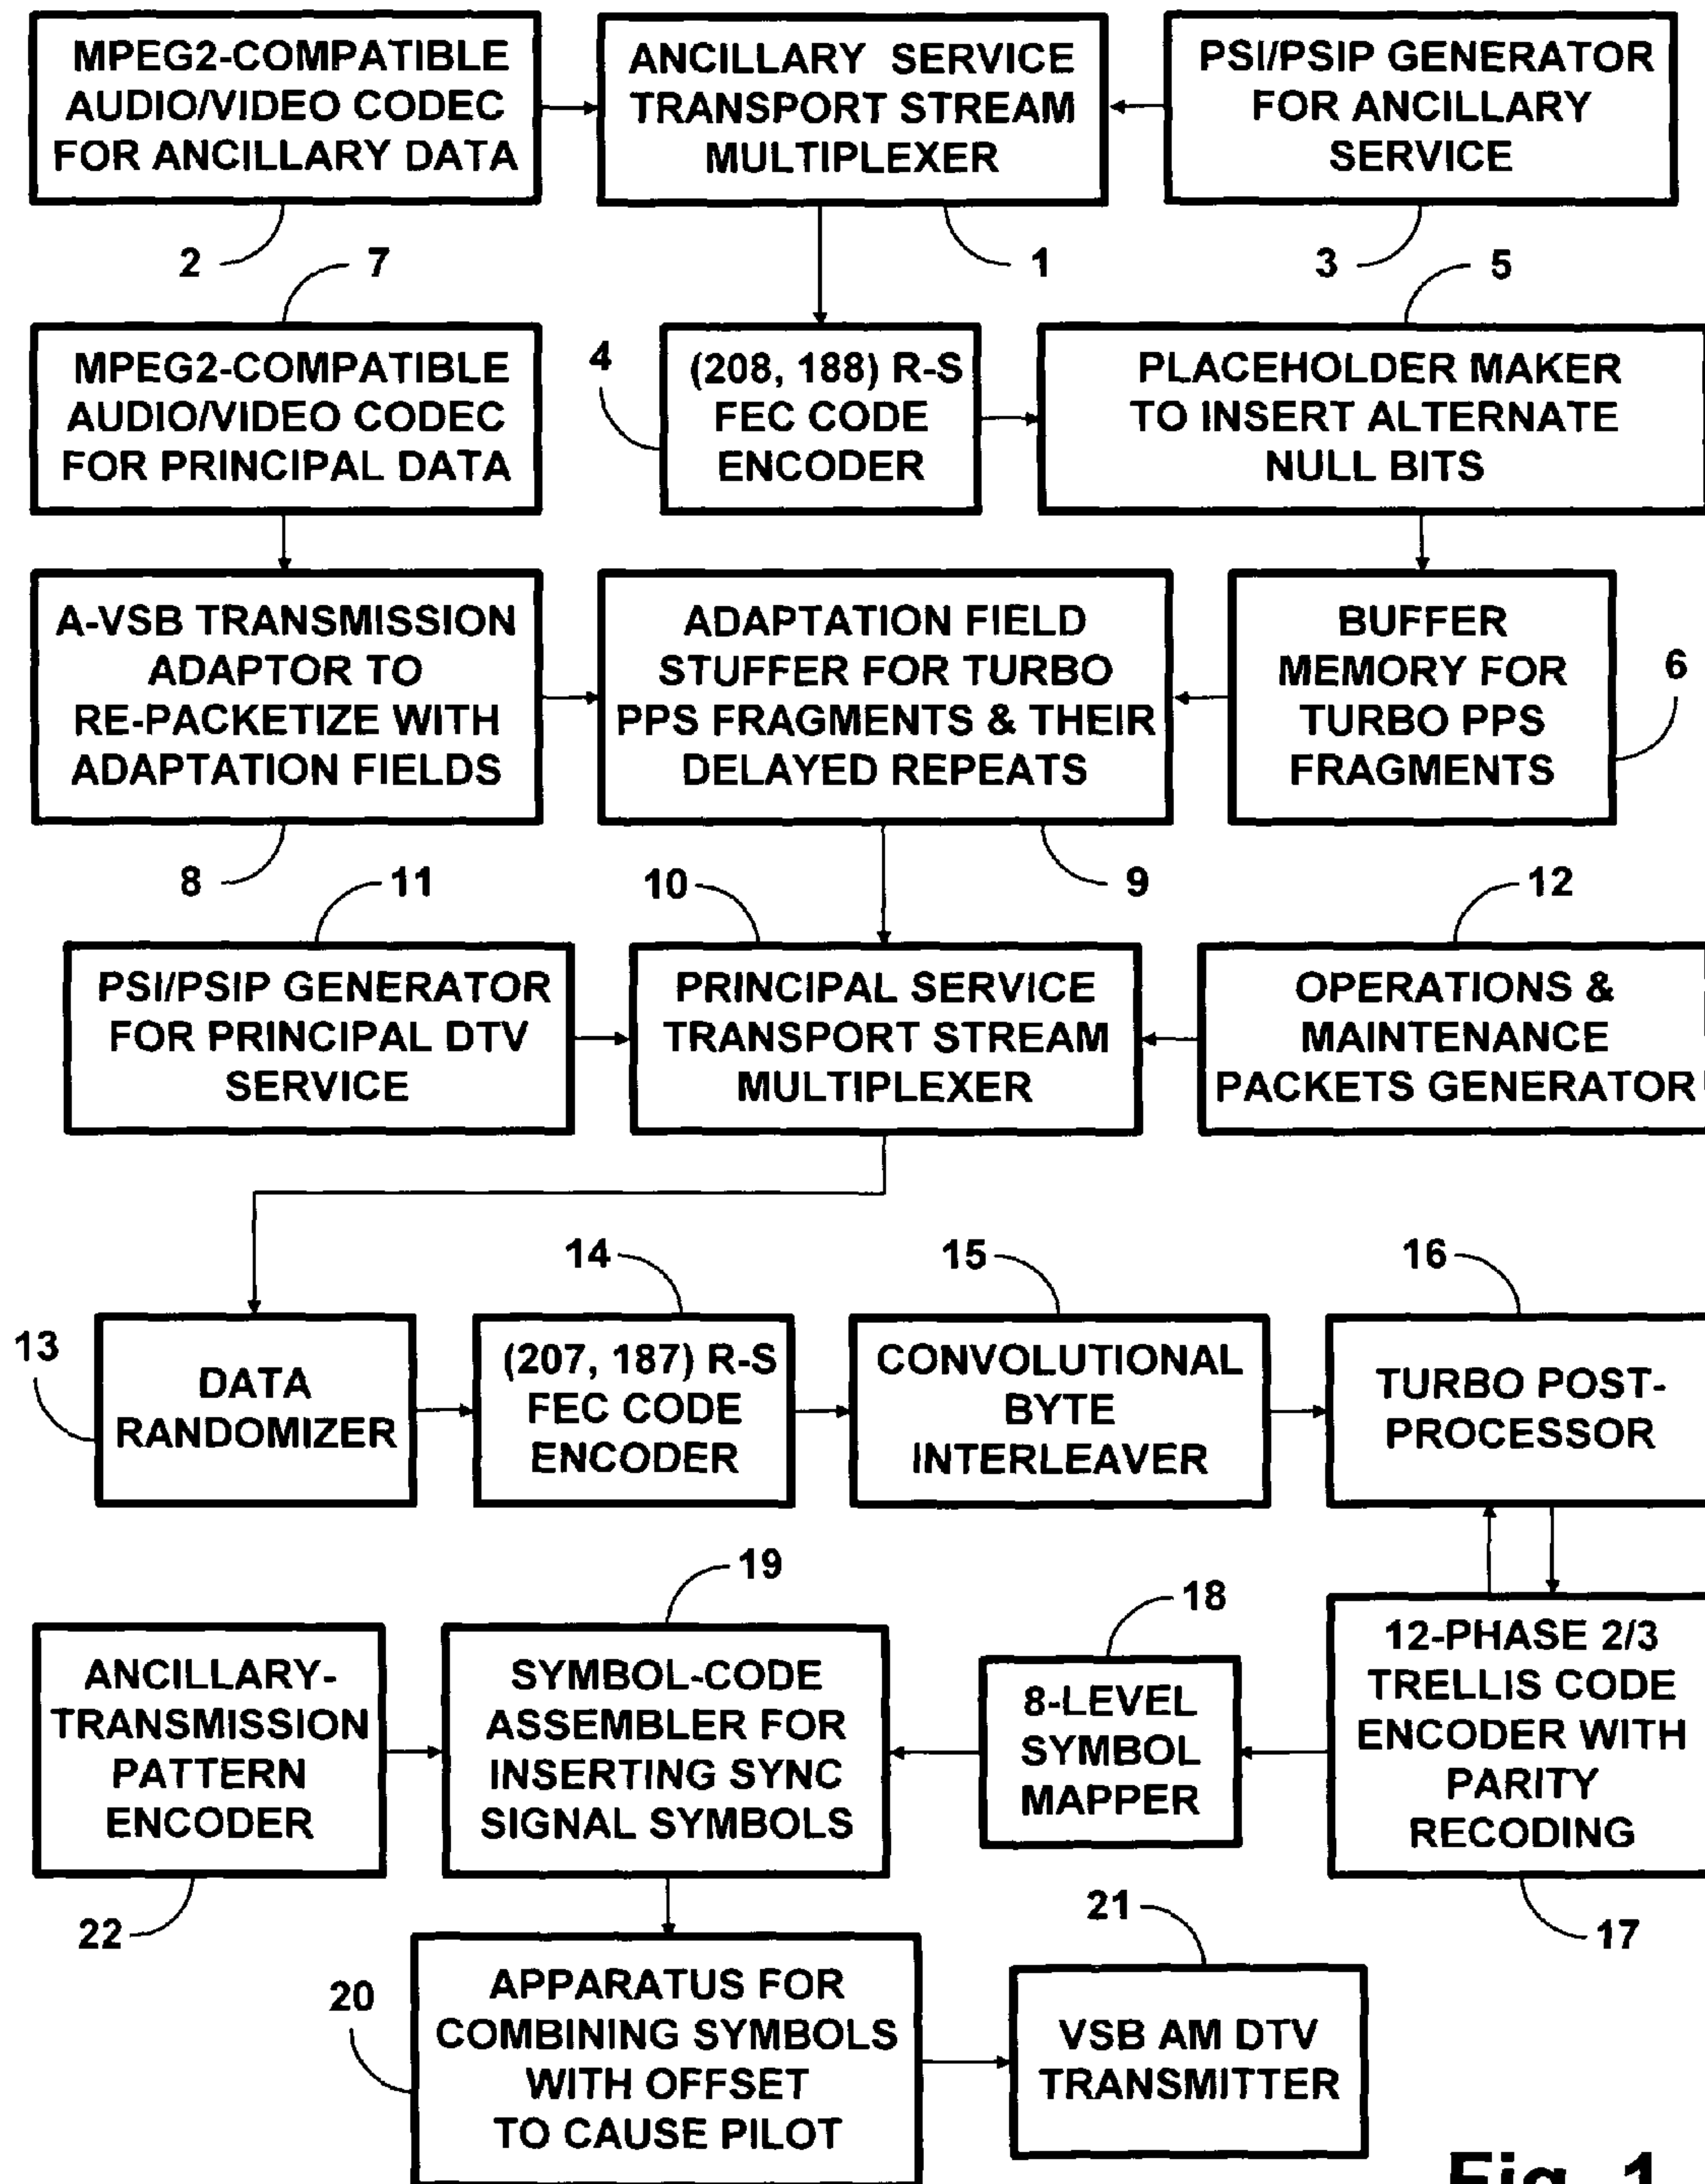 MPEG2-COMPATIBLE
AUDIO/VIDEO CODEC
FOR ANCILLARY DATA
ANCILLARY SERVICE
TRANSPORT STREAM
MULTIPLEXER
PSI/PSIP GENERATOR
FOR ANCILLARY
SERVICE
2
7
1
3
5
MPEG2-COMPATIBLE
AUDIO/VIDEO CODEC
FOR PRINCIPAL DATA
4
(208, 188) R-S
FEC CODE
ENCODER
PLACEHOLDER MAKER
TO INSERT ALTERNATE
NULL BITS
A-VSB TRANSMISSION
ADAPTOR TO
RE-PACKETIZE WITH
ADAPTATION FIELDS
ADAPTATION FIELD
STUFFER FOR TURBO
PPS FRAGMENTS & THEIR
DELAYED REPEATS
BUFFER
MEMORY FOR
TURBO PPS
FRAGMENTS
6
8
11
10
9
12
PSI/PSIP GENERATOR
FOR PRINCIPAL DTV
SERVICE
PRINCIPAL SERVICE
TRANSPORT STREAM
MULTIPLEXER
OPERATIONS &
MAINTENANCE
PACKETS GENERATOR
14
15
16
13
DATA
RANDOMIZER
(207, 187) R-S
FEC CODE
ENCODER
CONVOLUTIONAL
BYTE
INTERLEAVER
TURBO POST-
PROCESSOR
19
18
ANCILLARY-
TRANSMISSION
PATTERN
ENCODER
SYMBOL-CODE
ASSEMBLER FOR
INSERTING SYNC
SIGNAL SYMBOLS
8-LEVEL
SYMBOL
MAPPER
12-PHASE 2/3
TRELLIS CODE
ENCODER WITH
PARITY
RECODING
22
21
17
20
APPARATUS FOR
COMBINING SYMBOLS
WITH OFFSET
TO CAUSE PILOT
VSB AM DTV
TRANSMITTER
Fig. 1